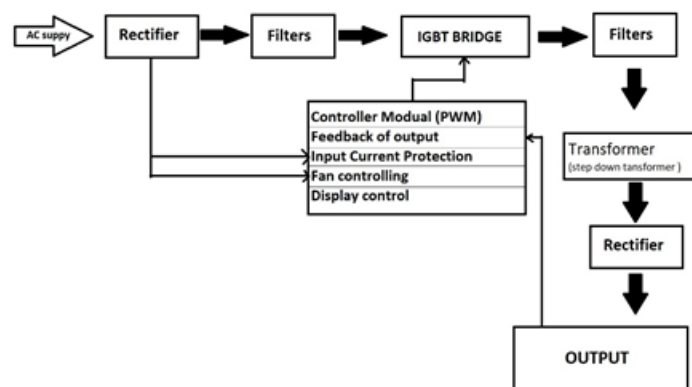 AC suppy
Rectifier
Filters
IGBT BRIDGE
Filters
Controller Modual (PWM)
Feedback of output
Input Current Protection
Fan controlling
Display control
Transformer
(step down tansformer )
Rectifier
OUTPUT